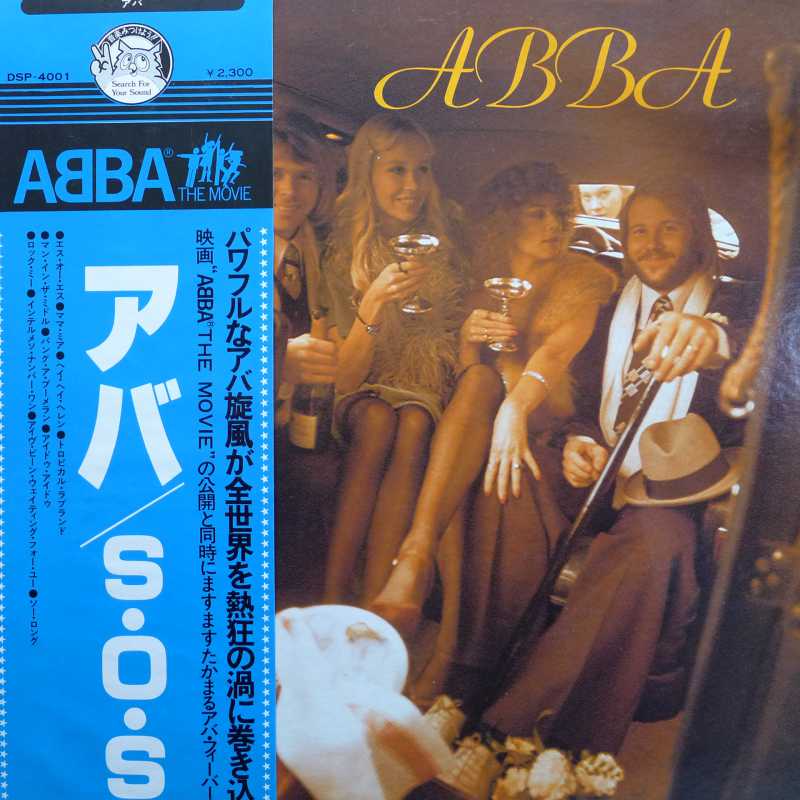 アバ
音楽みつけよう!!
Search For
Your Sound
DSP-4001
¥2,300
ABBA®
THE MOVIE
ABBA
パワフルなアバ旋風が全世界を熱狂の渦に巻き込
映画“ABBA® THE MOVIE”の公開と同時にますますたかまるアバ・フィーバー
アバ/S・O・S
●エス・オー・エス●ママ・ミア●ヘイ・ヘイ・ヘレン●トロピカル・ラブランド
●マン・イン・ザ・ミドル●バンク・ア・ブーメラン●アイドゥ・アイドゥ
●ロック・ミー●インテルメッツォ・ナンバー・ワン●アイヴ・ビーン・ウェイティング・フォー・ユー●ソー・ロング